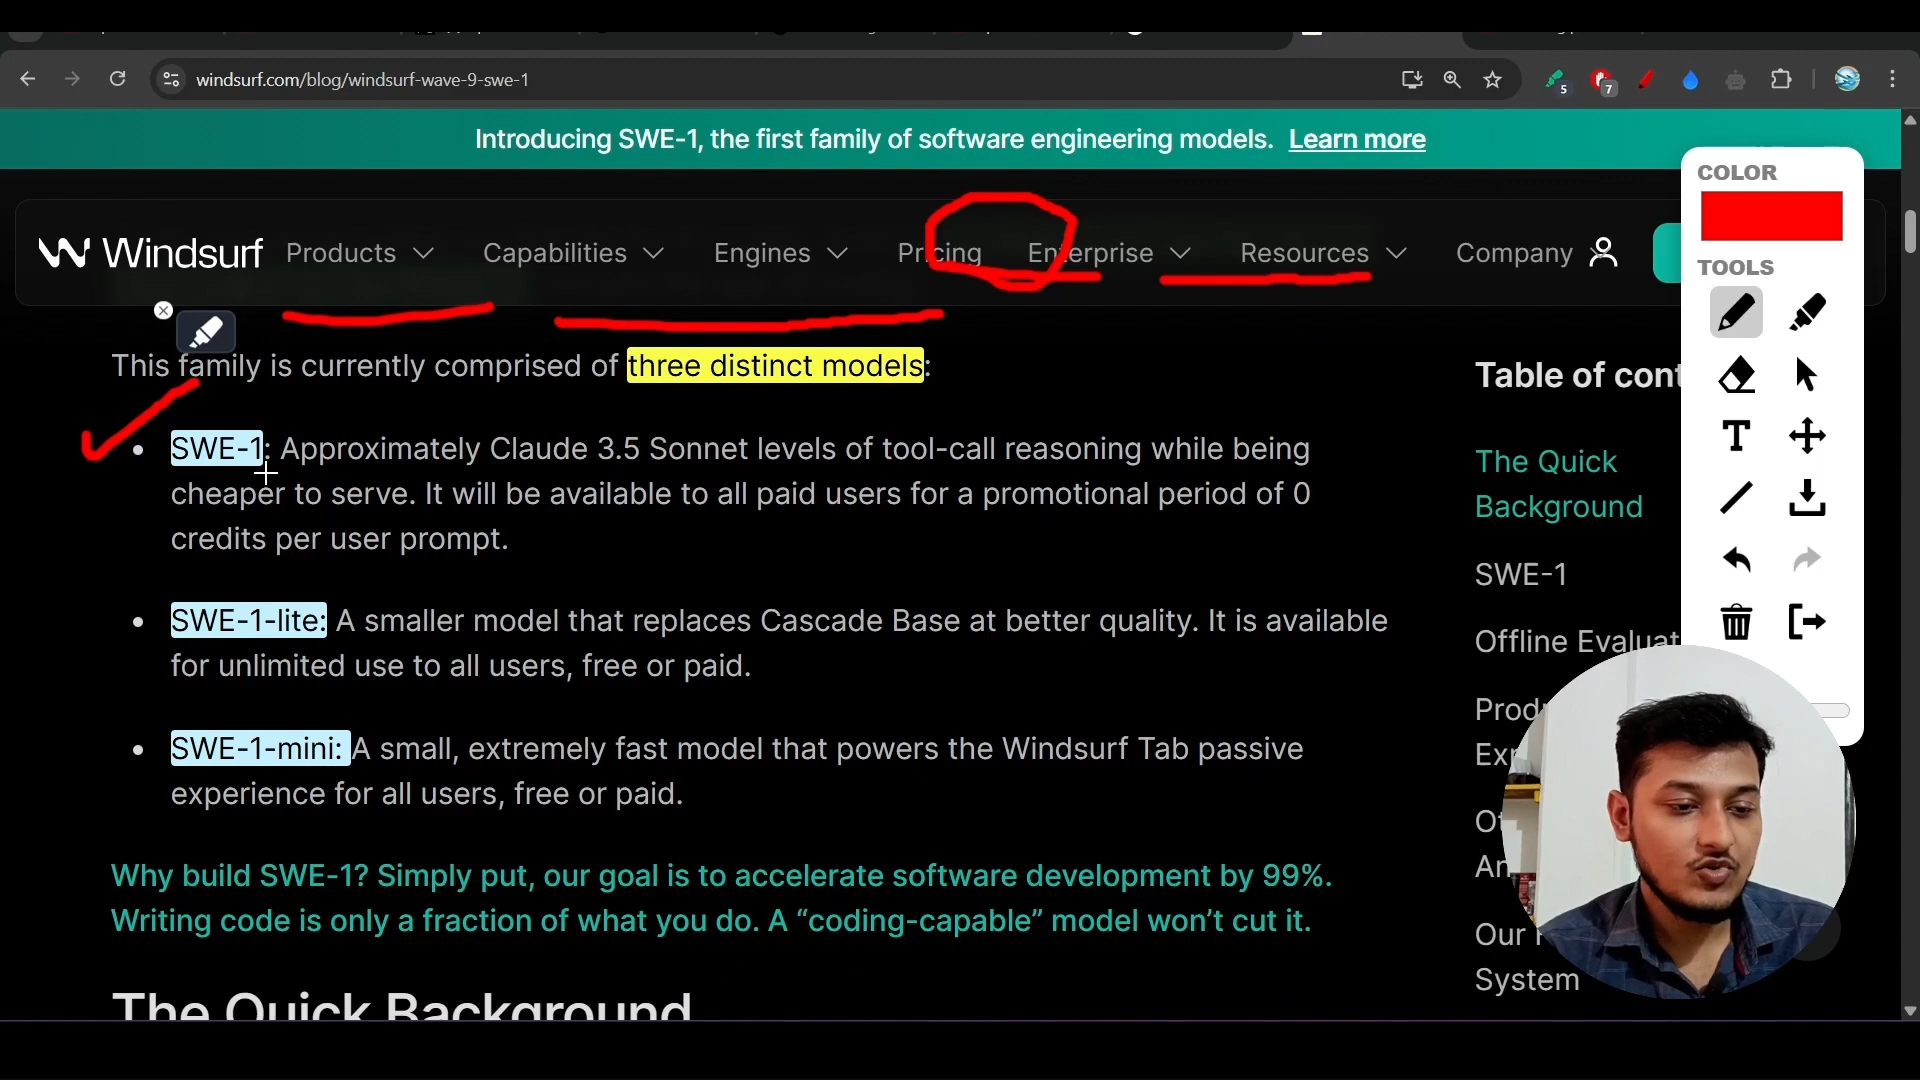 windsurf.com/blog/windsurf-wave-9-swe-1
5
7
Introducing SWE-1, the first family of software engineering models. Learn more
Windsurf Products Capabilities Engines Pricing Enterprise Resources Company
This family is currently comprised of three distinct models:
SWE-1: Approximately Claude 3.5 Sonnet levels of tool-call reasoning while being
cheaper to serve. It will be available to all paid users for a promotional period of 0
credits per user prompt.
SWE-1-lite: A smaller model that replaces Cascade Base at better quality. It is available
for unlimited use to all users, free or paid.
SWE-1-mini: A small, extremely fast model that powers the Windsurf Tab passive
experience for all users, free or paid.
Why build SWE-1? Simply put, our goal is to accelerate software development by 99%.
Writing code is only a fraction of what you do. A “coding-capable” model won’t cut it.
The Quick Background
Table of cont
The Quick
Background
SWE-1
Offline Evaluat
Prod
Ex
An
Our
System
COLOR
TOOLS
T